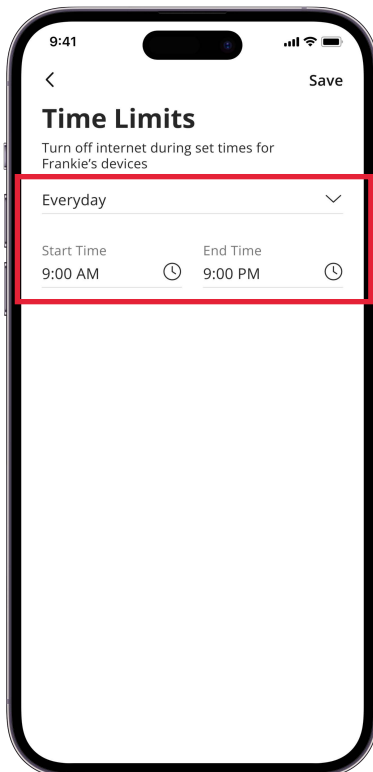 9:41
Save
Time Limits
Turn off internet during set times for
Frankie's devices
Everyday
Start Time
End Time
9:00 AM
9:00 PM